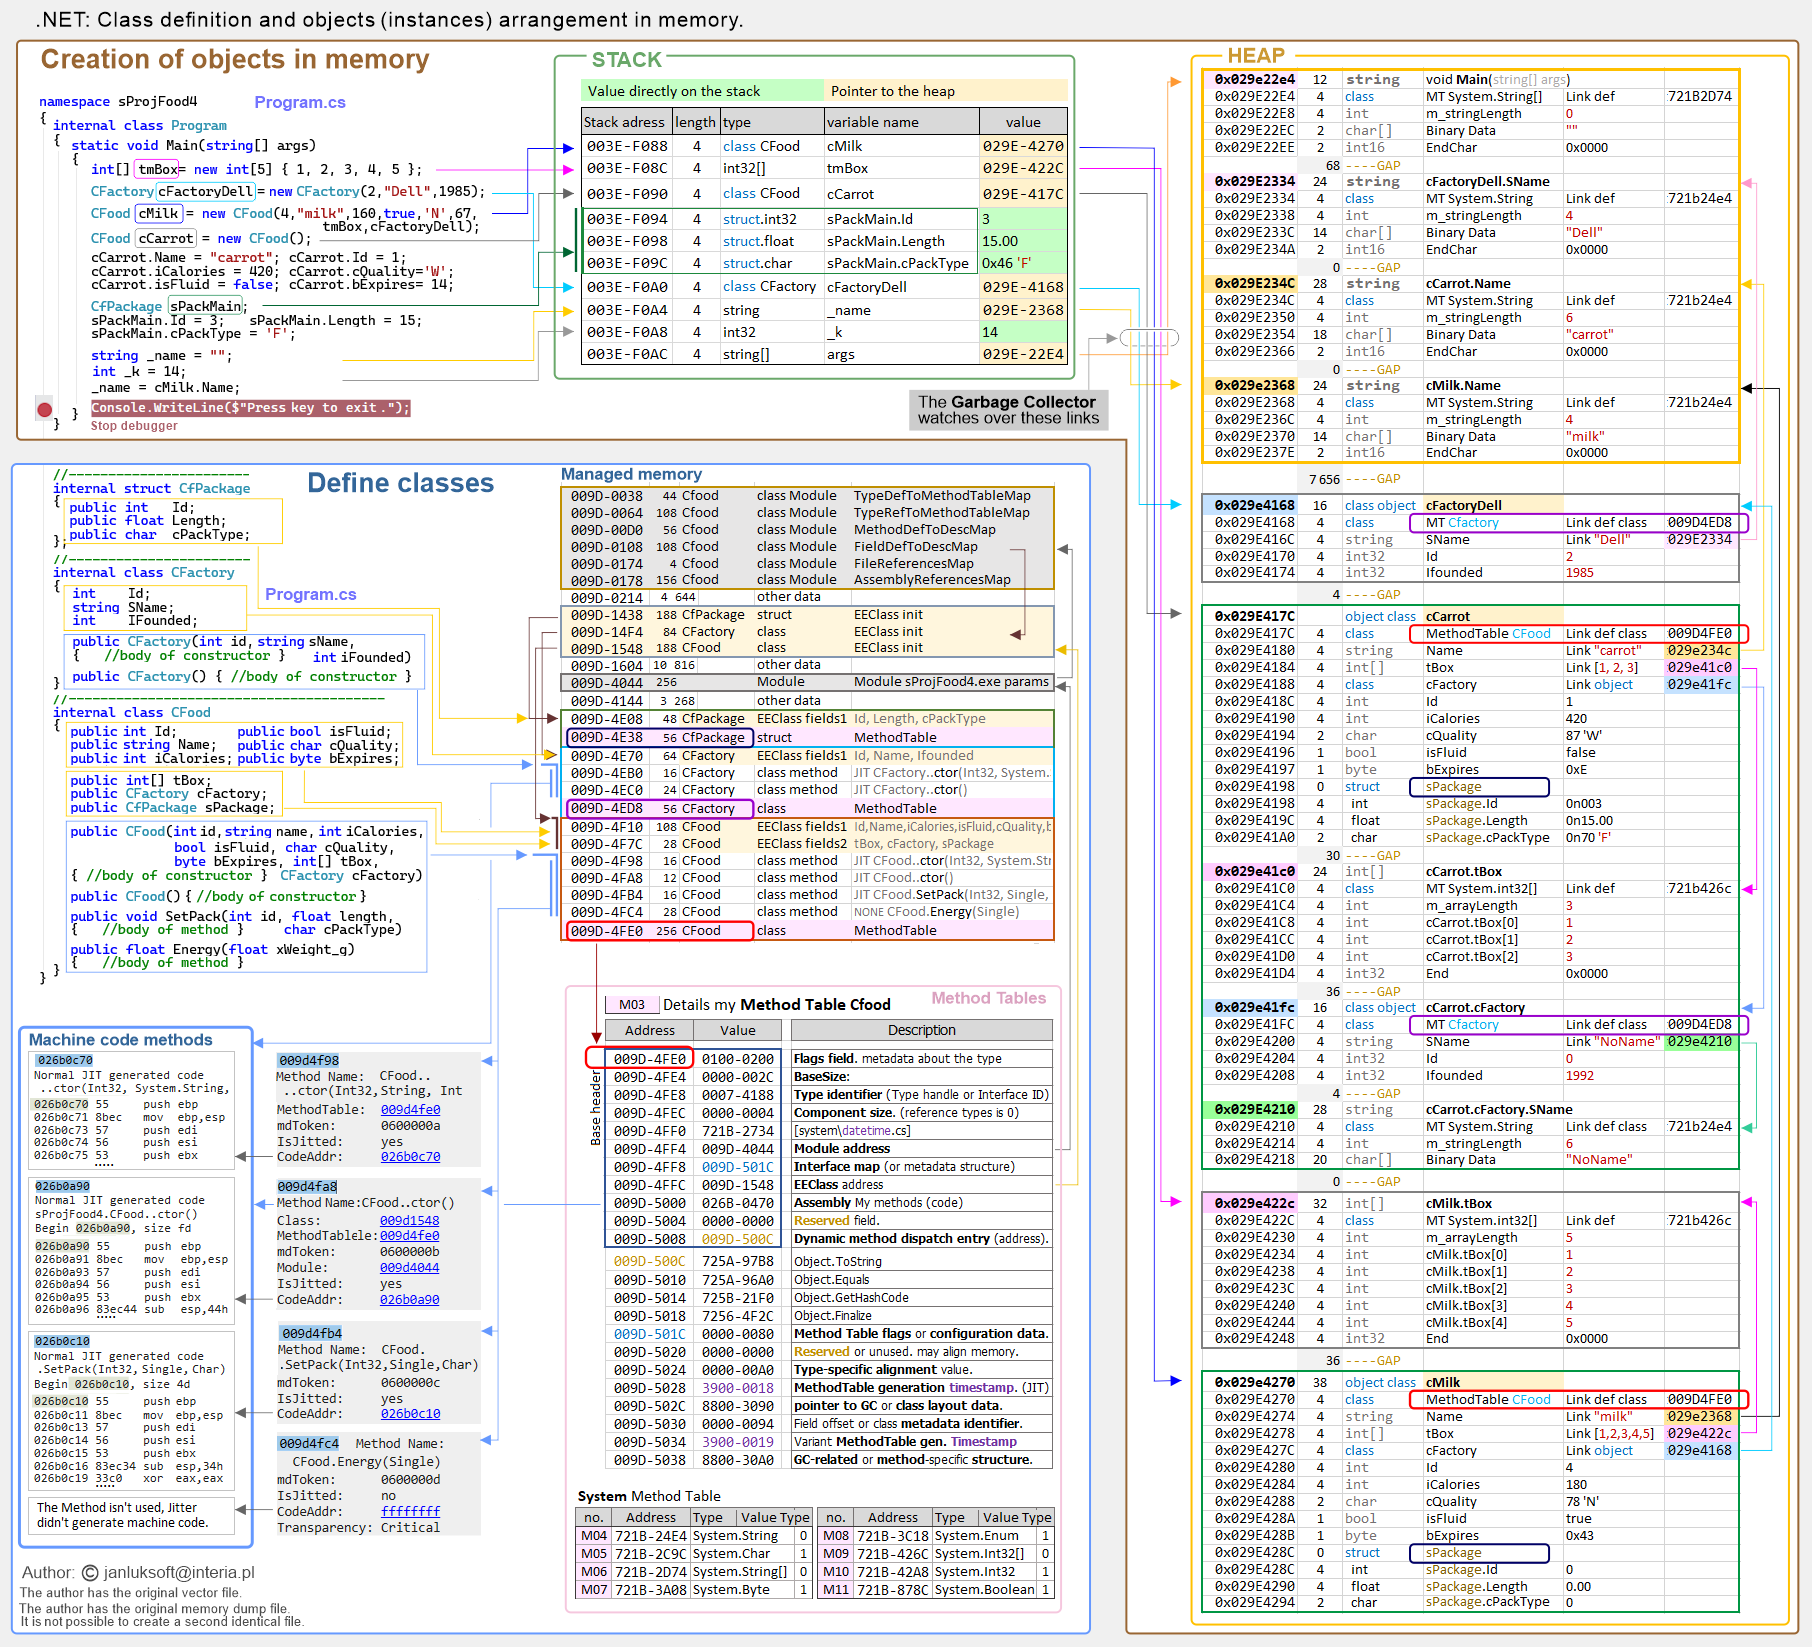 .NET: Class definition and objects (instances) arrangement in memory.
Creation of objects in memory
namespace sProjFood4 Program.cs
{
internal class Program
{
static void Main(string[] args)
{
int[] tmBox= new int[5] { 1, 2, 3, 4, 5 };
CFactory cFactoryDell = new CFactory(2,"Dell",1985);
CFood cMilk = new CFood(4,"milk",160,true,'N',67,
tmBox,cFactoryDell);
CFood cCarrot = new CFood();
cCarrot.Name = "carrot"; cCarrot.Id = 1;
cCarrot.iCalories = 420; cCarrot.cQuality='W';
cCarrot.isFluid = false; cCarrot.bExpires= 14;
CfPackage sPackMain;
sPackMain.Id = 3; sPackMain.Length = 15;
sPackMain.cPackType = 'F';
string _name = "";
int _k = 14;
_name = cMilk.Name;
Console.WriteLine($"Press key to exit.");
}
Stop debugger
}
STACK
Value directly on the stack Pointer to the heap
Stack adress length type variable name value
003E-F088 4 class CFood cMilk 029E-4270
003E-F08C 4 int32[] tmBox 029E-422C
003E-F090 4 class CFood cCarrot 029E-417C
003E-F094 4 struct.int32 sPackMain.Id 3
003E-F098 4 struct.float sPackMain.Length 15.00
003E-F09C 4 struct.char sPackMain.cPackType 0x46 'F'
003E-F0A0 4 class CFactory cFactoryDell 029E-4168
003E-F0A4 4 string _name 029E-2368
003E-F0A8 4 int32 _k 14
003E-F0AC 4 string[] args 029E-22E4
The Garbage Collector
watches over these links
HEAP
0x029e22e4 12 string void Main(string[] args)
0x029E22E4 4 class MT System.String[] Link def 721B2D74
0x029E22E8 4 int m_stringLength 0
0x029E22EC 2 char[] Binary Data ""
0x029E22EE 2 int16 EndChar 0x0000
68 ----GAP
0x029E2334 24 string cFactoryDell.SName
0x029E2334 4 class MT System.String Link def 721b24e4
0x029E2338 4 int m_stringLength 4
0x029E233C 14 char[] Binary Data "Dell"
0x029E234A 2 int16 EndChar 0x0000
0 ----GAP
0x029E234C 28 string cCarrot.Name
0x029E234C 4 class MT System.String Link def 721b24e4
0x029E2350 4 int m_stringLength 6
0x029E2354 18 char[] Binary Data "carrot"
0x029E2366 2 int16 EndChar 0x0000
0 ----GAP
0x029e2368 24 string cMilk.Name
0x029E2368 4 class MT System.String Link def 721b24e4
0x029E236C 4 int m_stringLength 4
0x029E2370 14 char[] Binary Data "milk"
0x029E237E 2 int16 EndChar 0x0000
7 656 ----GAP
0x029e4168 16 class object cFactoryDell
0x029E4168 4 class MT Cfactory Link def class 009D4ED8
0x029E416C 4 string SName Link "Dell" 029E2334
0x029E4170 4 int32 Id 2
0x029E4174 4 int32 Ifounded 1985
4 ----GAP
0x029E417C object class cCarrot
0x029E417C 4 class MethodTable CFood Link def class 009D4FE0
0x029E4180 4 string Name Link "carrot" 029e234c
0x029E4184 4 int[] tBox Link [1, 2, 3] 029e41c0
0x029E4188 4 class cFactory Link object 029e41fc
0x029E418C 4 int Id 1
0x029E4190 4 int iCalories 420
0x029E4194 2 char cQuality 87 'W'
0x029E4196 1 bool isFluid false
0x029E4197 1 byte bExpires 0xE
0x029E4198 0 struct sPackage
0x029E4198 4 int sPackage.Id 0n003
0x029E419C 4 float sPackage.Length 0n15.00
0x029E41A0 2 char sPackage.cPackType 0n70 'F'
30 ----GAP
0x029e41c0 24 int[] cCarrot.tBox
0x029E41C0 4 class MT System.int32[] Link def 721b426c
0x029E41C4 4 int m_arrayLength 3
0x029E41C8 4 int cCarrot.tBox[0] 1
0x029E41CC 4 int cCarrot.tBox[1] 2
0x029E41D0 4 int cCarrot.tBox[2] 3
0x029E41D4 4 int32 End 0x0000
36 ----GAP
0x029e41fc 16 class object cCarrot.cFactory
0x029E41FC 4 class MT Cfactory Link def class 009D4ED8
0x029E4200 4 string SName Link "NoName" 029e4210
0x029E4204 4 int32 Id 0
0x029E4208 4 int32 Ifounded 1992
4 ----GAP
0x029E4210 28 string cCarrot.cFactory.SName
0x029E4210 4 class MT System.String Link def 721b24e4
0x029E4214 4 int m_stringLength 6
0x029E4218 20 char[] Binary Data "NoName"
0 ----GAP
0x029e422c 32 int[] cMilk.tBox
0x029E422C 4 class MT System.int32[] Link def 721b426c
0x029E4230 4 int m_arrayLength 5
0x029E4234 4 int cMilk.tBox[0] 1
0x029E4238 4 int cMilk.tBox[1] 2
0x029E423C 4 int cMilk.tBox[2] 3
0x029E4240 4 int cMilk.tBox[3] 4
0x029E4244 4 int cMilk.tBox[4] 5
0x029E4248 4 int32 End 0x0000
36 ----GAP
0x029e4270 38 object class cMilk
0x029E4270 4 class MethodTable CFood Link def class 009D4FE0
0x029E4274 4 string Name Link "milk" 029e2368
0x029E4278 4 int[] tBox Link [1,2,3,4,5] 029e422c
0x029E427C 4 class cFactory Link object 029e4168
0x029E4280 4 int Id 4
0x029E4284 4 int iCalories 180
0x029E4288 2 char cQuality 78 'N'
0x029E428A 1 bool isFluid true
0x029E428B 1 byte bExpires 0x43
0x029E428C 0 struct sPackage
0x029E428C 4 int sPackage.Id 0
0x029E4290 4 float sPackage.Length 0.00
0x029E4294 2 char sPackage.cPackType 0
Define classes
//-----------------------
internal struct CfPackage
{
public int Id;
public float Length;
public char cPackType;
};
//-----------------------
internal class CFactory
{
int Id;
string SName;
int IFounded;
Program.cs
public CFactory(int id, string sName,
{ //body of constructor } int iFounded)
public CFactory() { //body of constructor }
}
//----------------------------------------
internal class CFood
{
public int Id; public bool isFluid;
public string Name; public char cQuality;
public int iCalories; public byte bExpires;
public int[] tBox;
public CFactory cFactory;
public CfPackage sPackage;
public CFood(int id, string name, int iCalories,
bool isFluid, char cQuality,
byte bExpires, int[] tBox,
{ //body of constructor } CFactory cFactory)
public CFood() { //body of constructor }
public void SetPack(int id, float length,
{ //body of method } char cPackType)
public float Energy(float xWeight_g)
{ //body of method }
}
}
Managed memory
009D-0038 44 Cfood class Module TypeDefToMethodTableMap
009D-0064 108 Cfood class Module TypeRefToMethodTableMap
009D-00D0 56 Cfood class Module MethodDefToDescMap
009D-0108 108 Cfood class Module FieldDefToDescMap
009D-0174 4 Cfood class Module FileReferencesMap
009D-0178 156 Cfood class Module AssemblyReferencesMap
009D-0214 4 644 other data
009D-1438 188 CfPackage struct EEClass init
009D-14F4 84 CFactory class EEClass init
009D-1548 188 CFood class EEClass init
009D-1604 10 816 other data
009D-4044 256 Module Module sProjFood4.exe params
009D-4144 3 268 other data
009D-4E08 48 CfPackage EEClass fields1 Id, Length, cPackType
009D-4E38 56 CfPackage struct MethodTable
009D-4E70 64 CFactory EEClass fields1 Id, Name, Ifounded
009D-4EB0 16 CFactory class method JIT CFactory..ctor(Int32, System.
009D-4EC0 24 CFactory class method JIT CFactory..ctor()
009D-4ED8 56 CFactory class MethodTable
009D-4F10 108 CFood EEClass fields1 Id,Name,iCalories,isFluid,cQuality,b
009D-4F7C 28 CFood EEClass fields2 tBox, cFactory, sPackage
009D-4F98 16 CFood class method JIT CFood..ctor(Int32, System.Str
009D-4FA8 12 CFood class method JIT CFood..ctor()
009D-4FB4 16 CFood class method JIT CFood.SetPack(Int32, Single,
009D-4FC4 28 CFood class method NONE CFood.Energy(Single)
009D-4FE0 256 CFood class MethodTable
Method Tables
M03 Details my Method Table Cfood
Address Value Description
Base header
009D-4FE0 0100-0200 Flags field. metadata about the type
009D-4FE4 0000-002C BaseSize:
009D-4FE8 0007-4188 Type identifier (Type handle or Interface ID)
009D-4FEC 0000-0004 Component size. (reference types is 0)
009D-4FF0 721B-2734 [system\datetime.cs]
009D-4FF4 009D-4044 Module address
009D-4FF8 009D-501C Interface map (or metadata structure)
009D-4FFC 009D-1548 EEClass address
009D-5000 026B-0470 Assembly My methods (code)
009D-5004 0000-0000 Reserved field.
009D-5008 009D-500C Dynamic method dispatch entry (address).
009D-500C 725A-97B8 Object.ToString
009D-5010 725A-96A0 Object.Equals
009D-5014 725B-21F0 Object.GetHashCode
009D-5018 7256-4F2C Object.Finalize
009D-501C 0000-0080 Method Table flags or configuration data.
009D-5020 0000-0000 Reserved or unused. may align memory.
009D-5024 0000-00A0 Type-specific alignment value.
009D-5028 3900-0018 MethodTable generation timestamp. (JIT)
009D-502C 8800-3090 pointer to GC or class layout data.
009D-5030 0000-0094 Field offset or class metadata identifier.
009D-5034 3900-0019 Variant MethodTable gen. Timestamp
009D-5038 8800-30A0 GC-related or method-specific structure.
System Method Table
no. Address Type Value Type
M04 721B-24E4 System.String 0
M05 721B-2C9C System.Char 1
M06 721B-2D74 System.String[] 0
M07 721B-3A08 System.Byte 1
no. Address Type Value Type
M08 721B-3C18 System.Enum 1
M09 721B-426C System.Int32[] 0
M10 721B-42A8 System.Int32 1
M11 721B-878C System.Boolean 1
Machine code methods
026b0c70
Normal JIT generated code
..ctor(Int32, System.String,
026b0c70 55 push ebp
026b0c71 8bec mov ebp,esp
026b0c73 57 push edi
026b0c74 56 push esi
026b0c75 53 push ebx
.....
026b0a90
Normal JIT generated code
sProjFood4.CFood..ctor()
Begin 026b0a90, size fd
026b0a90 55 push ebp
026b0a91 8bec mov ebp,esp
026b0a93 57 push edi
026b0a94 56 push esi
026b0a95 53 push ebx
026b0a96 83ec44 sub esp,44h
.....
026b0c10
Normal JIT generated code
.SetPack(Int32,Single,Char)
Begin 026b0c10, size 4d
026b0c10 55 push ebp
026b0c11 8bec mov ebp,esp
026b0c13 57 push edi
026b0c14 56 push esi
026b0c15 53 push ebx
026b0c16 83ec34 sub esp,34h
026b0c19 33c0 xor eax,eax
.....
The Method isn't used, Jitter
didn't generate machine code.
009d4f98
Method Name: CFood..
..ctor(Int32,String, Int
MethodTable: 009d4fe0
mdToken: 0600000a
IsJitted: yes
CodeAddr: 026b0c70
009d4fa8
Method Name:CFood..ctor()
Class: 009d1548
MethodTablele:009d4fe0
mdToken: 0600000b
Module: 009d4044
IsJitted: yes
CodeAddr: 026b0a90
009d4fb4
Method Name: CFood.
.SetPack(Int32,Single,Char)
mdToken: 0600000c
IsJitted: yes
CodeAddr: 026b0c10
009d4fc4 Method Name:
CFood.Energy(Single)
mdToken: 0600000d
IsJitted: no
CodeAddr: ffffffff
Transparency: Critical
Author: © janluksoft@interia.pl
The author has the original vector file.
The author has the original memory dump file.
It is not possible to create a second identical file.